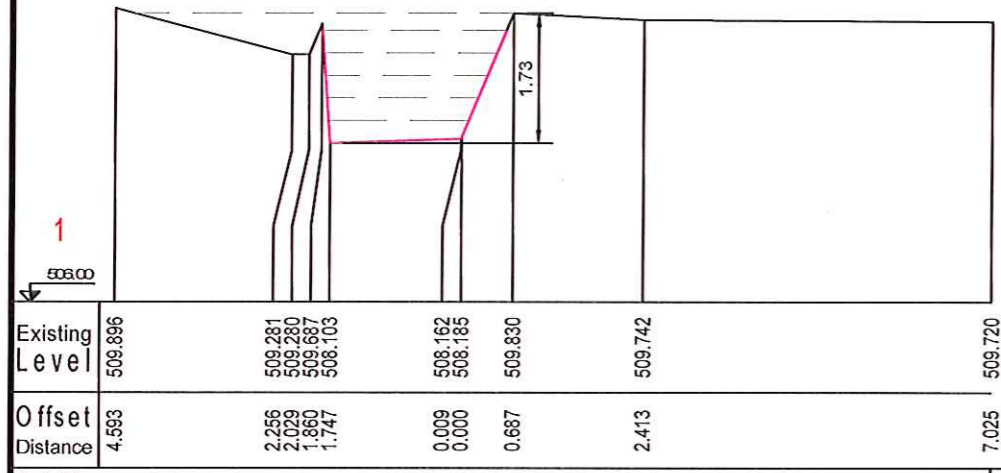 1.73
1
506.00
Existing Level 509.896 509.281 509.280 509.687 508.103 508.162 508.185 509.830 509.742 509.720
Offset Distance 4.593 2.256 2.029 1.860 1.747 0.009 0.000 0.687 2.413 7.025